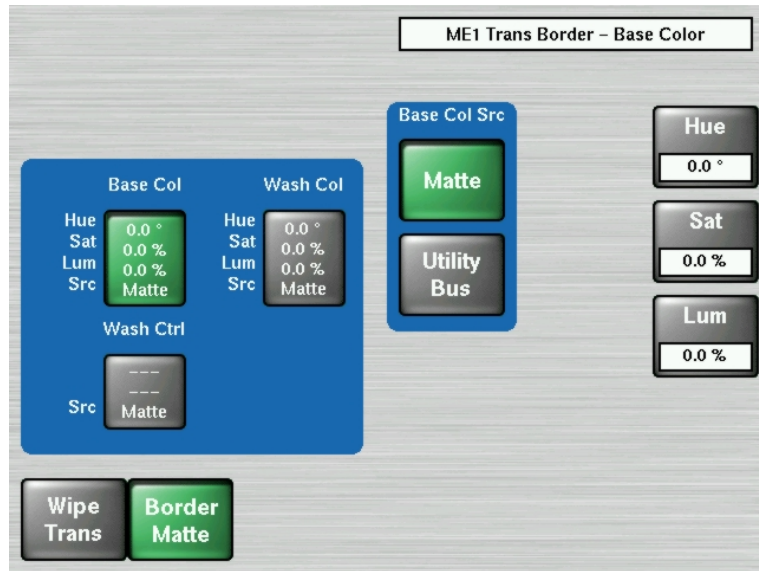 ME1 Trans Border – Base Color
Base Col Src
Matte
Utility
Bus
Hue
0.0 °
Sat
0.0 %
Lum
0.0 %
Base Col
Hue 0.0 °
Sat 0.0 %
Lum 0.0 %
Src Matte
Wash Col
Hue 0.0 °
Sat 0.0 %
Lum 0.0 %
Src Matte
Wash Ctrl
---
---
Src Matte
Wipe
Trans
Border
Matte